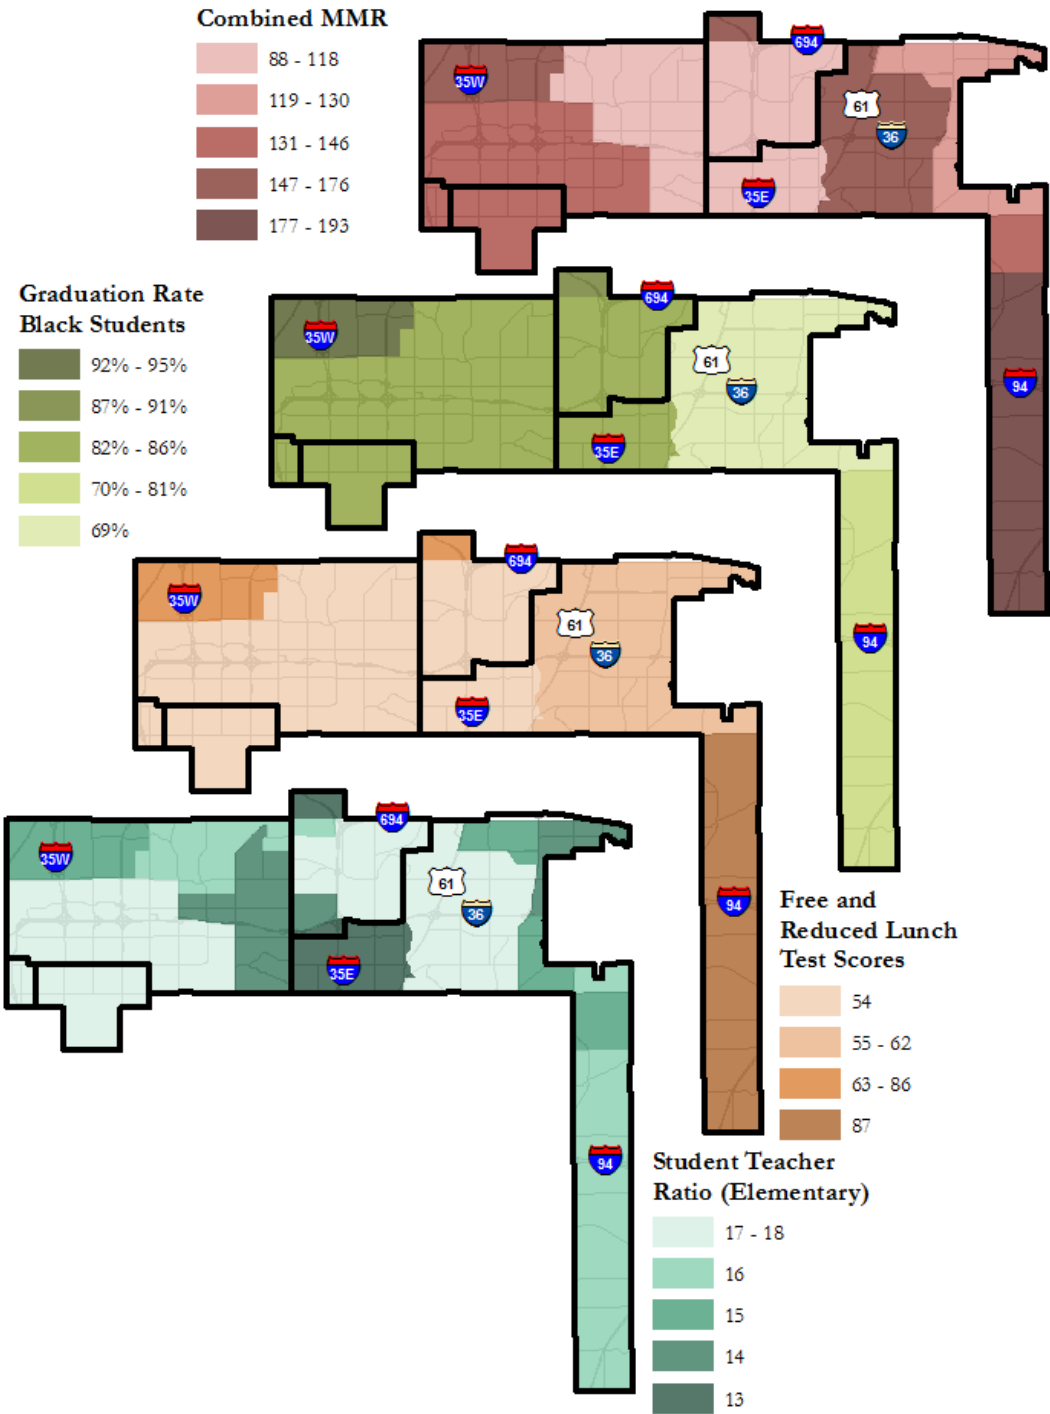 Combined MMR
88 - 118
119 - 130
131 - 146
147 - 176
177 - 193
694
35W
61
36
35E
94
Graduation Rate
Black Students
92% - 95%
87% - 91%
82% - 86%
70% - 81%
69%
694
35W
61
36
35E
94
694
35W
61
36
35E
94
Free and
Reduced Lunch
Test Scores
54
55 - 62
63 - 86
87
694
35W
61
36
35E
94
Student Teacher
Ratio (Elementary)
17 - 18
16
15
14
13